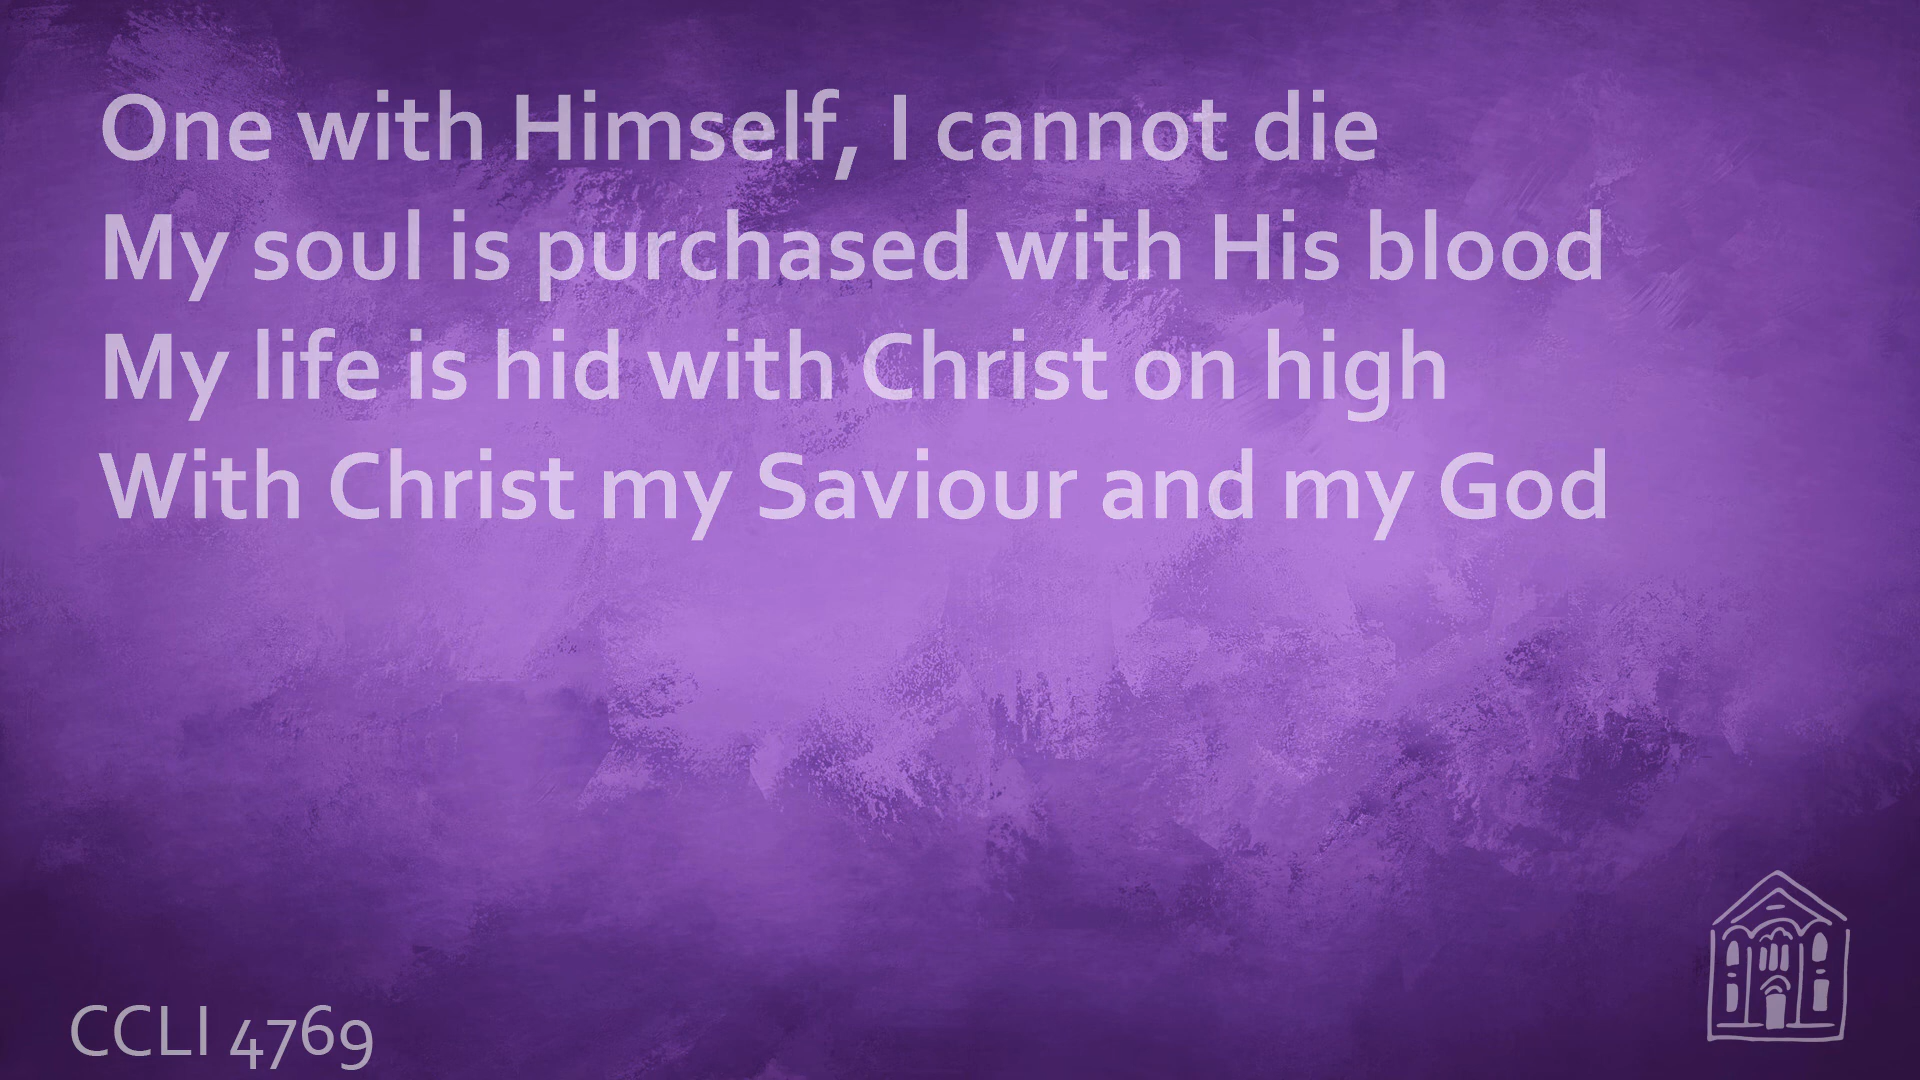 One with Himself, I cannot die
My soul is purchased with His blood
My life is hid with Christ on high
With Christ my Saviour and my God
CCLI 4769